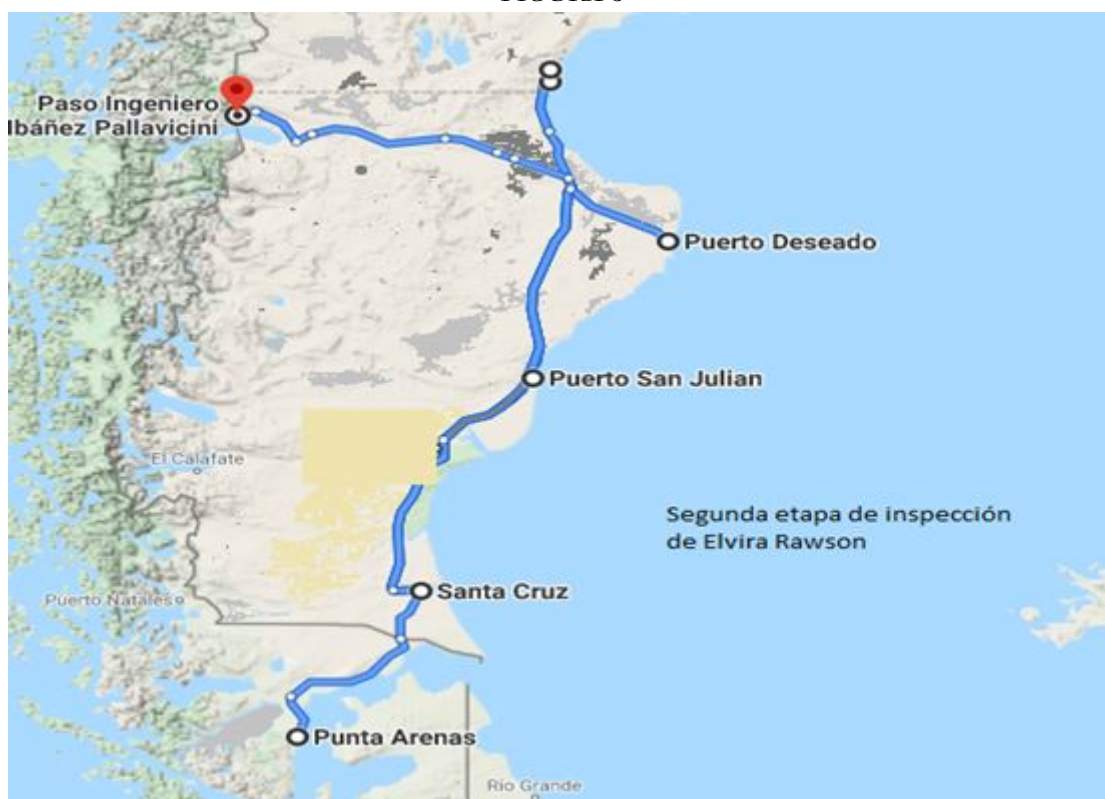 Paso Ingeniero
Ibáñez Pallavicini
Puerto Deseado
Puerto San Julian
El Calafate
Segunda etapa de inspección
de Elvira Rawson
Santa Cruz
Puerto Natales
Punta Arenas
Río Grande